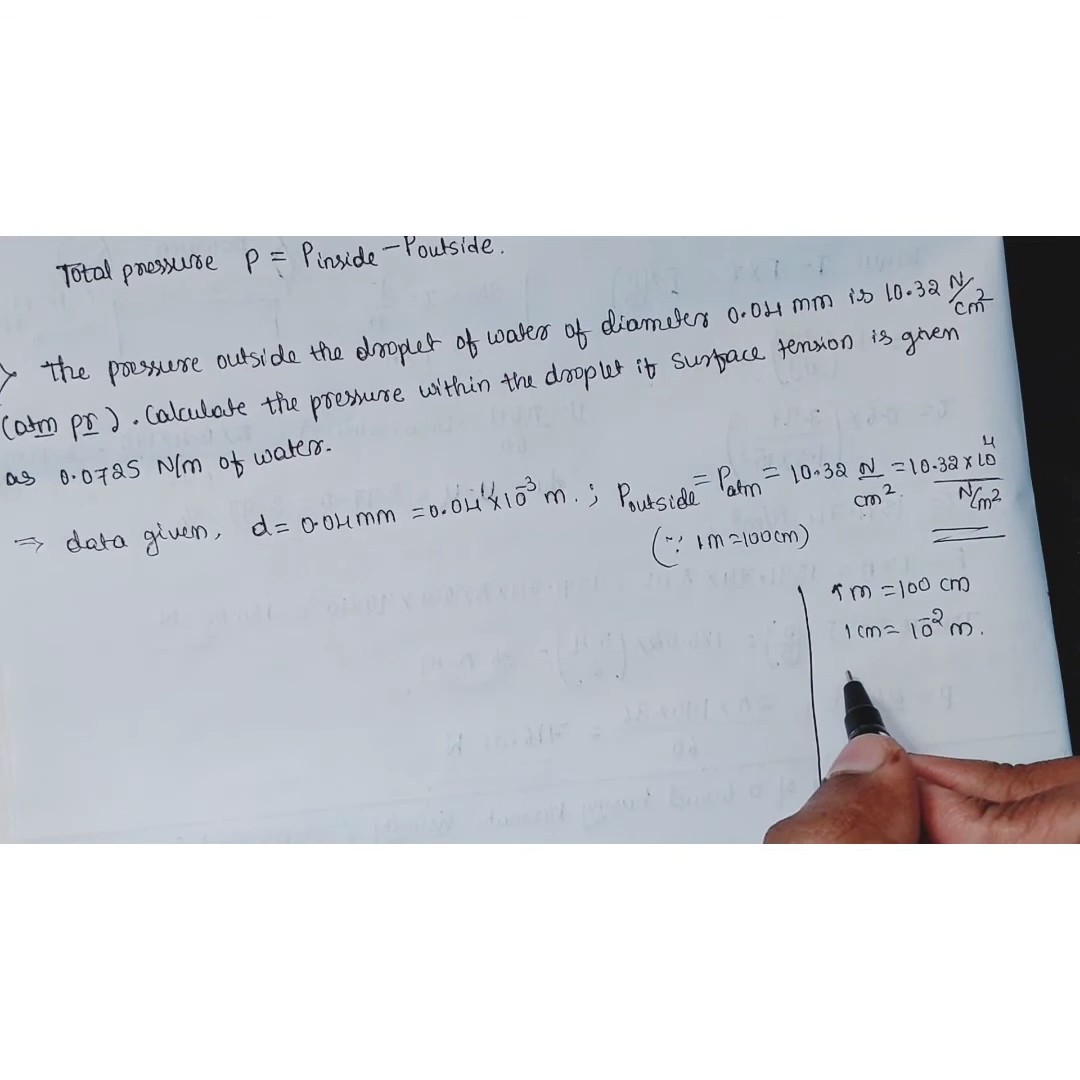 Total pressure P = Pinside - Poutside.
The pressure outside the droplet of water of diameter 0.04 mm is 10.32 N/cm²
(atm pr). Calculate the pressure within the droplet if surface tension is given
as 0.0725 N/m of water.
⇒ data given, d = 0.04 mm = 0.04 × 10⁻³ m. ; Poutside = Patm = 10.32 N/cm² = 10.32 × 10⁴ N/m²
(∵ 1m = 100cm)
1 m = 100 cm
1 cm = 10⁻² m.